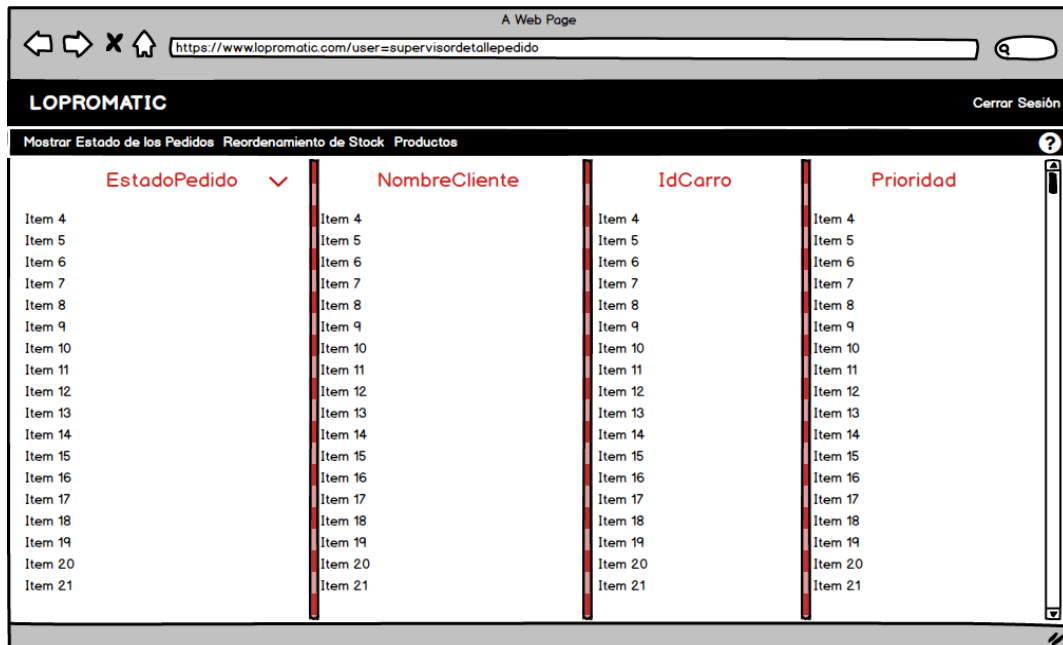 A Web Page
https://www.lopromatic.com/user=supervisordetallepedido
LOPROMATIC Cerrar Sesión
Mostrar Estado de los Pedidos Reordenamiento de Stock Productos ?
EstadoPedido NombreCliente IdCarro Prioridad
Item 4 Item 4 Item 4 Item 4
Item 5 Item 5 Item 5 Item 5
Item 6 Item 6 Item 6 Item 6
Item 7 Item 7 Item 7 Item 7
Item 8 Item 8 Item 8 Item 8
Item 9 Item 9 Item 9 Item 9
Item 10 Item 10 Item 10 Item 10
Item 11 Item 11 Item 11 Item 11
Item 12 Item 12 Item 12 Item 12
Item 13 Item 13 Item 13 Item 13
Item 14 Item 14 Item 14 Item 14
Item 15 Item 15 Item 15 Item 15
Item 16 Item 16 Item 16 Item 16
Item 17 Item 17 Item 17 Item 17
Item 18 Item 18 Item 18 Item 18
Item 19 Item 19 Item 19 Item 19
Item 20 Item 20 Item 20 Item 20
Item 21 Item 21 Item 21 Item 21